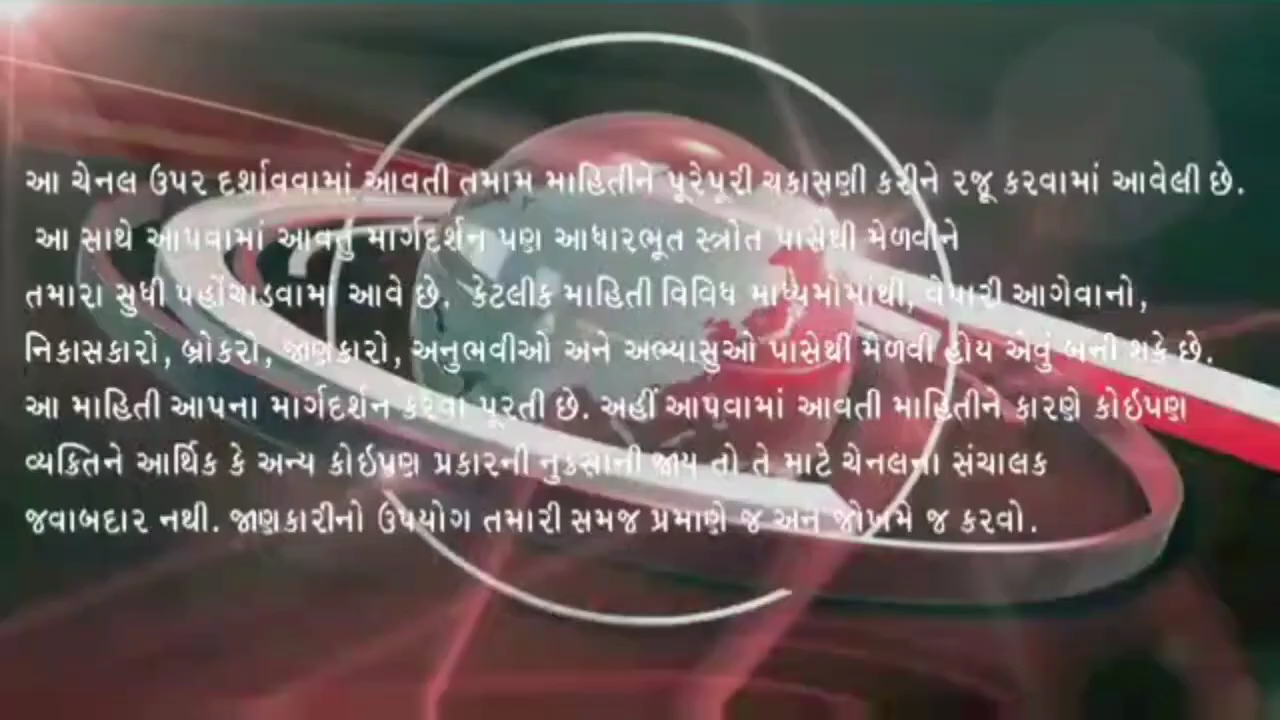 આ ચેનલ ઉપર દર્શાવવામાં આવતી તમામ માહિતીને પૂરેપૂરી ચકાસણી કરીને રજૂ કરવામાં આવેલી છે.
આ સાથે આપવામાં આવતું માર્ગદર્શન પણ આધારભૂત સ્ત્રોત પાસેથી મેળવીને
તમારા સુધી પહોંચાડવામાં આવે છે. કેટલીક માહિતી વિવિધ માધ્યમોમાંથી, વેપારી આગેવાનો,
નિકાસકારો, બ્રોકરો, જાણકારો, અનુભવીઓ અને અભ્યાસુઓ પાસેથી મેળવી હોય એવું બની શકે છે.
આ માહિતી આપના માર્ગદર્શન કરવા પૂરતી છે. અહીં આપવામાં આવતી માહિતીને કારણે કોઇપણ
વ્યક્તિને આર્થિક કે અન્ય કોઇપણ પ્રકારની નુકસાની જાય તો તે માટે ચેનલના સંચાલક
જવાબદાર નથી. જાણકારીનો ઉપયોગ તમારી સમજ પ્રમાણે જ અને જોખમે જ કરવો.